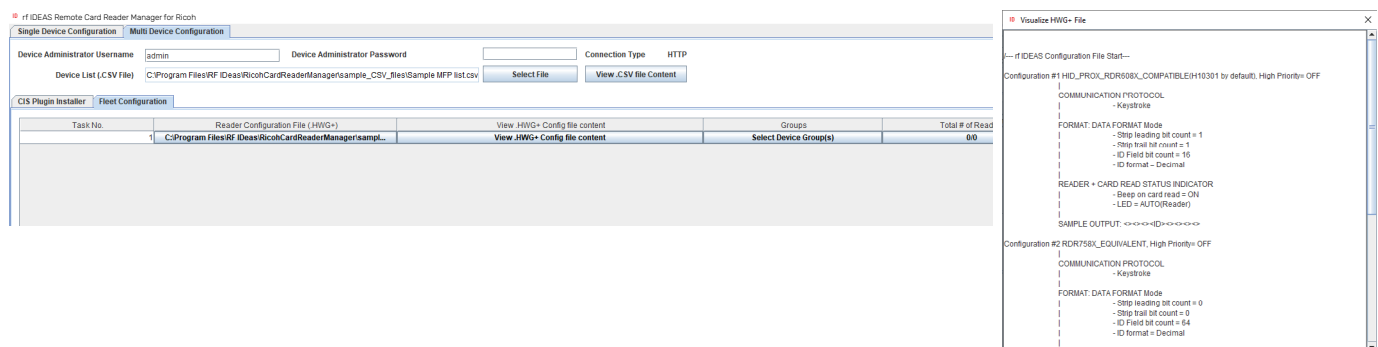 rf IDEAS Remote Card Reader Manager for Ricoh
Single Device Configuration Multi Device Configuration
Device Administrator Username admin Device Administrator Password Connection Type HTTP
Device List (.CSV File) C:\Program Files\RF IDeas\RicohCardReaderManager\sample_CSV_files\Sample MFP list.csv Select File View .CSV file Content
CIS Plugin Installer Fleet Configuration
Task No. Reader Configuration File (.HWG+) View .HWG+ Config file content Groups Total # of Read
1 C:\Program Files\RF IDeas\RicohCardReaderManager\sampl... View .HWG+ Config file content Select Device Group(s) 0/0
Visualize HWG+ File
/--- rf IDEAS Configuration File Start---
Configuration #1 HID_PROX_RDR608X_COMPATIBLE(H10301 by default). High Priority= OFF
|
COMMUNICATION PROTOCOL
| - Keystroke
|
FORMAT: DATA FORMAT Mode
| - Strip leading bit count = 1
| - Strip trail bit count = 1
| - ID Field bit count = 16
| - ID format = Decimal
|
READER + CARD READ STATUS INDICATOR
| - Beep on card read = ON
| - LED = AUTO(Reader)
|
SAMPLE OUTPUT: <><><><ID><><><><>
Configuration #2 RDR758X_EQUIVALENT, High Priority= OFF
|
COMMUNICATION PROTOCOL
| - Keystroke
|
FORMAT: DATA FORMAT Mode
| - Strip leading bit count = 0
| - Strip trail bit count = 0
| - ID Field bit count = 64
| - ID format = Decimal
|